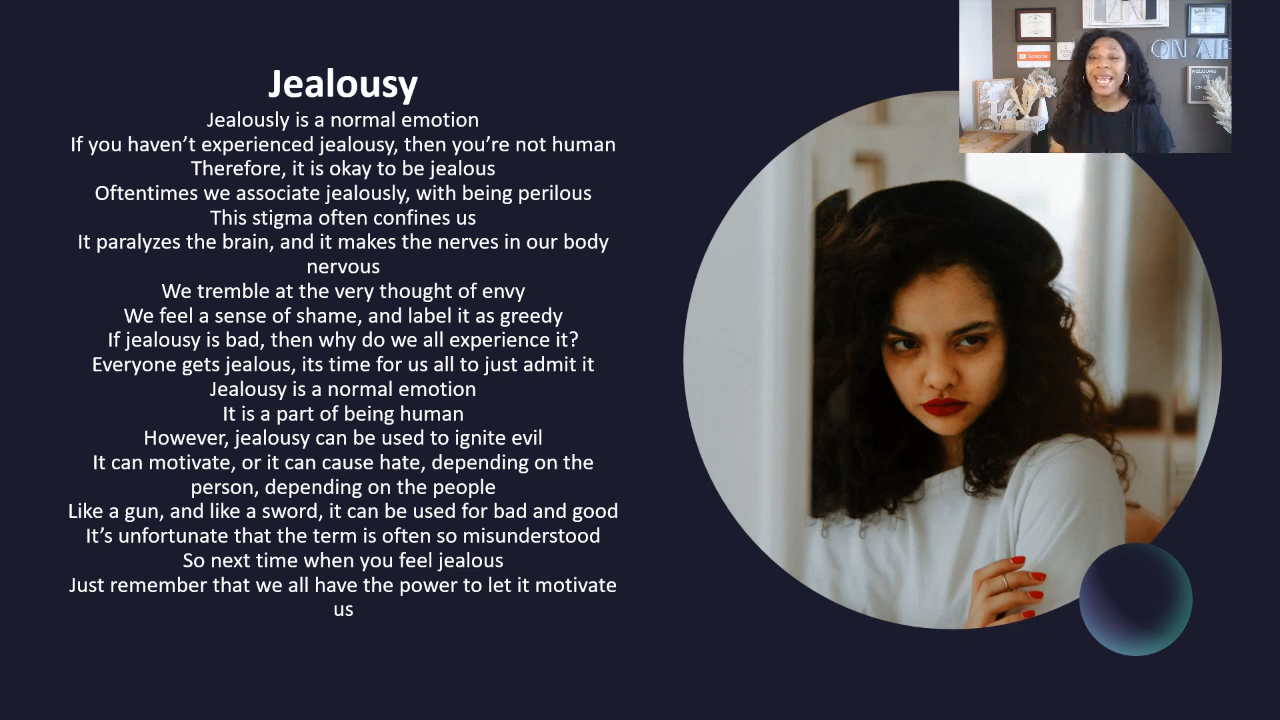 Jealousy
Jealously is a normal emotion
If you haven’t experienced jealousy, then you’re not human
Therefore, it is okay to be jealous
Oftentimes we associate jealously, with being perilous
This stigma often confines us
It paralyzes the brain, and it makes the nerves in our body
nervous
We tremble at the very thought of envy
We feel a sense of shame, and label it as greedy
If jealousy is bad, then why do we all experience it?
Everyone gets jealous, its time for us all to just admit it
Jealousy is a normal emotion
It is a part of being human
However, jealousy can be used to ignite evil
It can motivate, or it can cause hate, depending on the
person, depending on the people
Like a gun, and like a sword, it can be used for bad and good
It’s unfortunate that the term is often so misunderstood
So next time when you feel jealous
Just remember that we all have the power to let it motivate
us
ON AIR